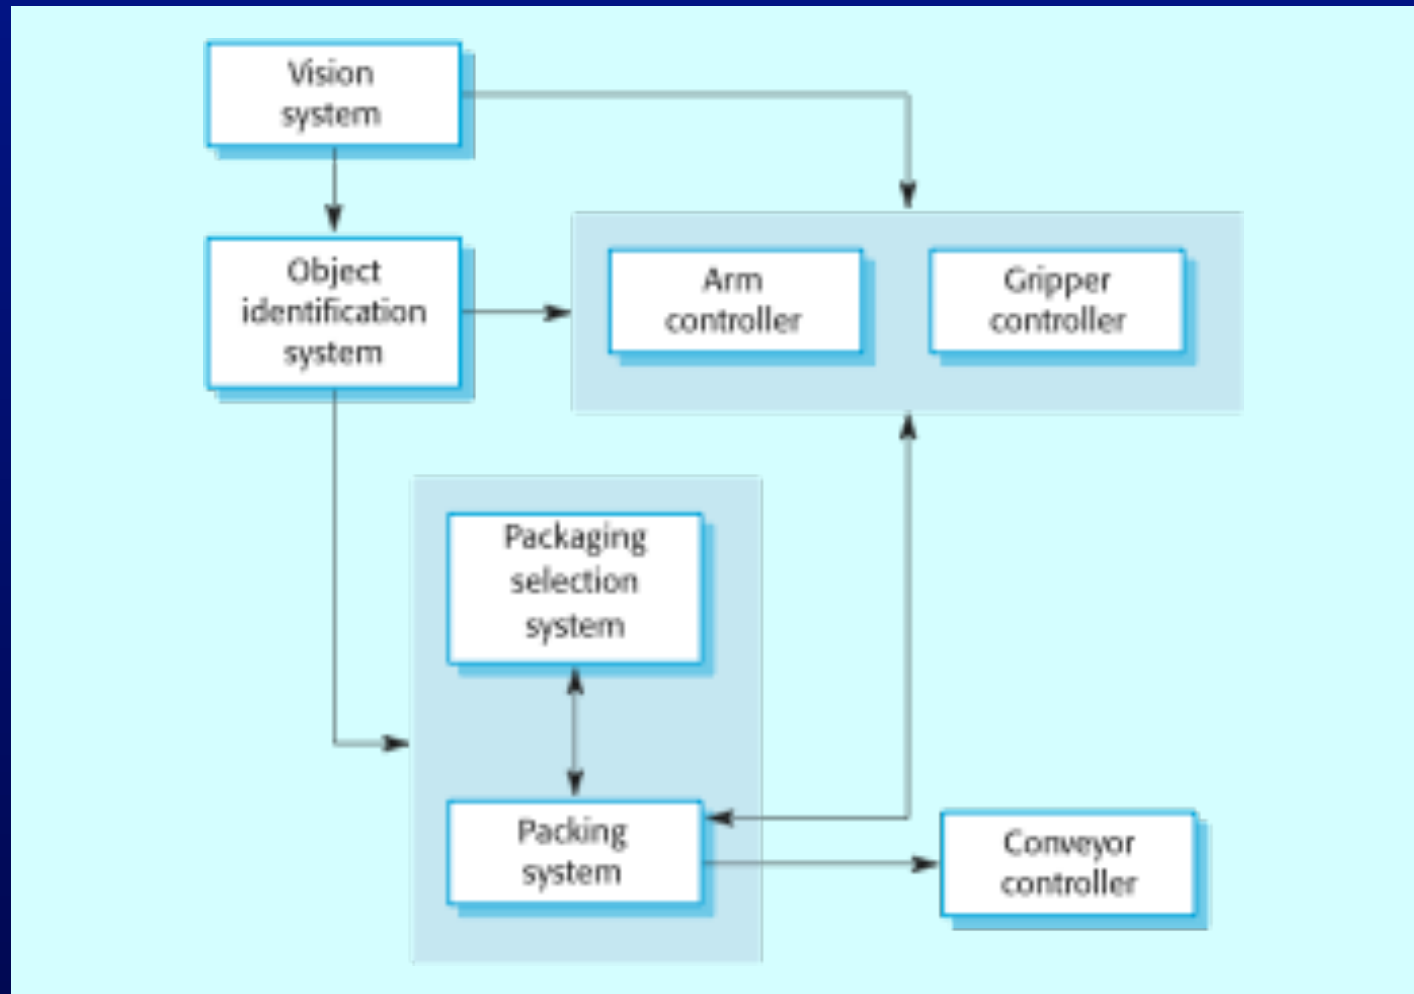 Vision
system
Object
identification
system
Arm
controller
Gripper
controller
Packaging
selection
system
Packing
system
Conveyor
controller